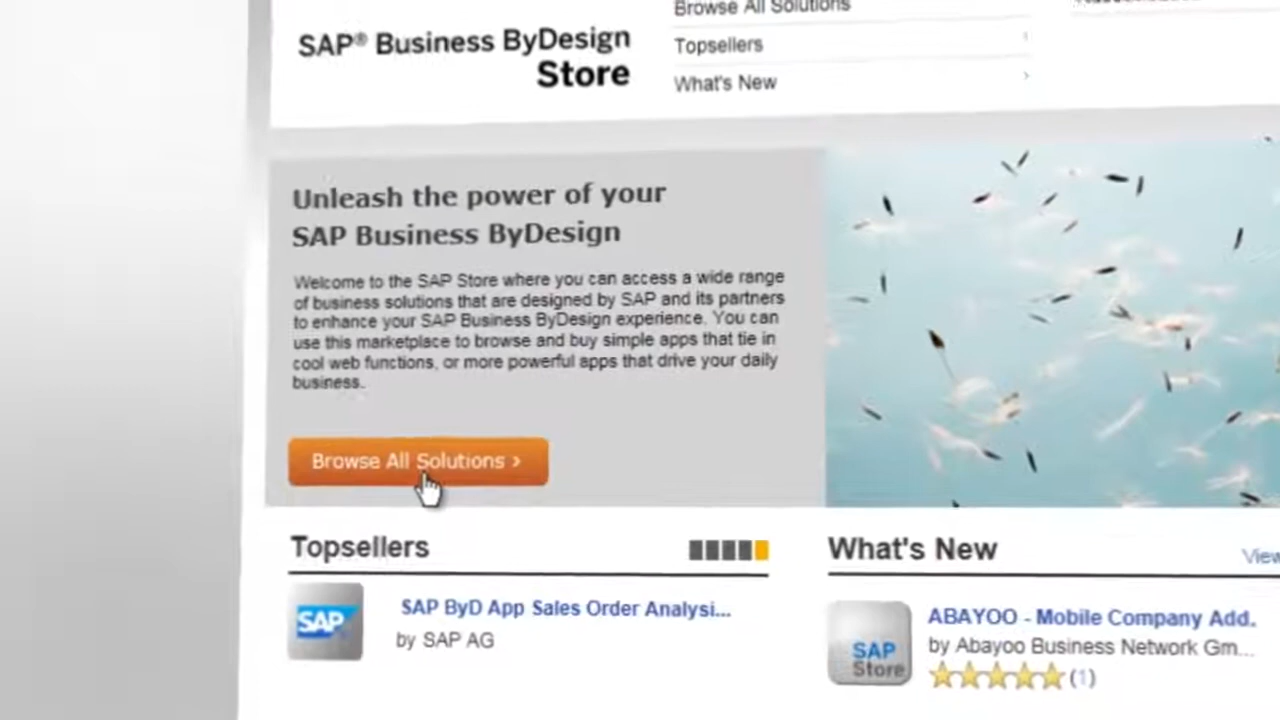 Browse All Solutions
SAP® Business ByDesign
Store
Topsellers
What's New
Unleash the power of your
SAP Business ByDesign
Welcome to the SAP Store where you can access a wide range
of business solutions that are designed by SAP and its partners
to enhance your SAP Business ByDesign experience. You can
use this marketplace to browse and buy simple apps that tie in
cool web functions, or more powerful apps that drive your daily
business.
Browse All Solutions ›
Topsellers
What's New
View
SAP
SAP ByD App Sales Order Analysi...
by SAP AG
SAP
Store
ABAYOO - Mobile Company Add.
by Abayoo Business Network Gm...
(1)